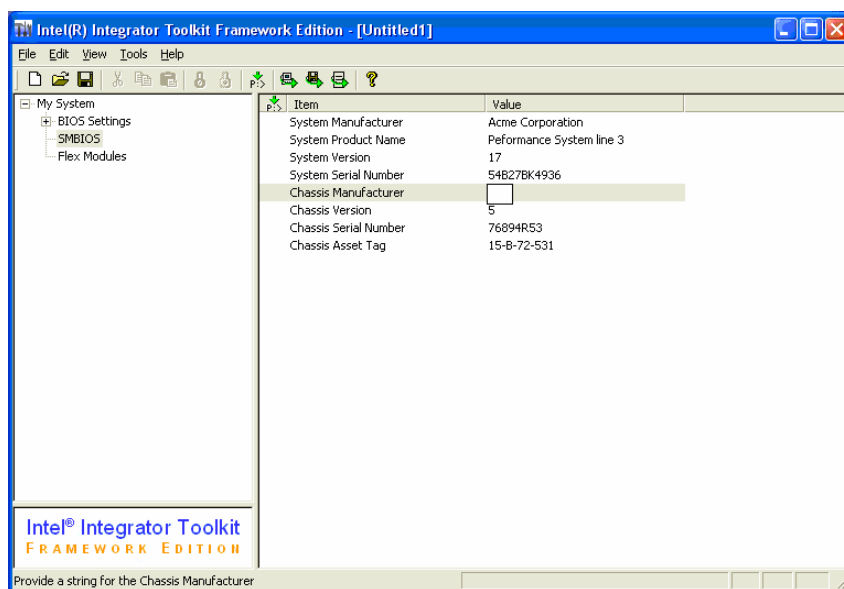 Intel(R) Integrator Toolkit Framework Edition - [Untitled1]
File Edit View Tools Help
P:>
My System
BIOS Settings
SMBIOS
Flex Modules
P:> Item Value
System Manufacturer Acme Corporation
System Product Name Peformance System line 3
System Version 17
System Serial Number 54B27BK4936
Chassis Manufacturer
Chassis Version 5
Chassis Serial Number 76894R53
Chassis Asset Tag 15-B-72-531
Intel® Integrator Toolkit
FRAMEWORK EDITION
Provide a string for the Chassis Manufacturer